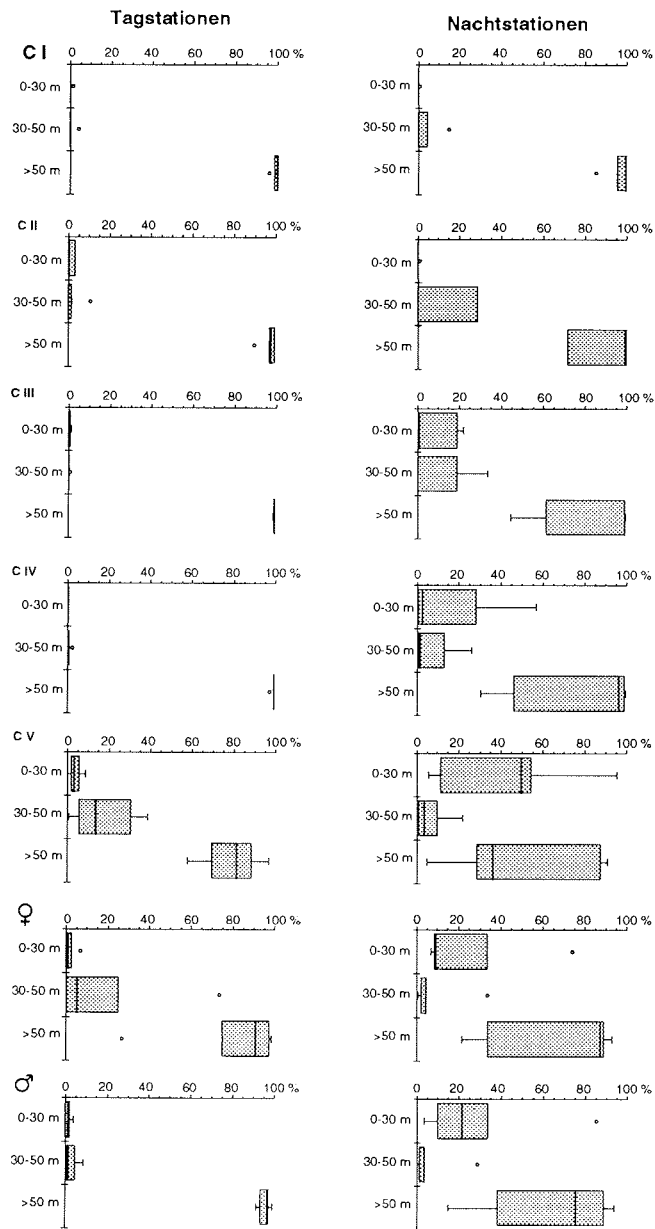 Tagstationen Nachtstationen
C I 0 20 40 60 80 100 % 0 20 40 60 80 100 %
0-30 m 0-30 m
30-50 m 30-50 m
>50 m >50 m
C II 0 20 40 60 80 100 % 0 20 40 60 80 100 %
0-30 m 0-30 m
30-50 m 30-50 m
>50 m >50 m
C III 0 20 40 60 80 100 % 0 20 40 60 80 100 %
0-30 m 0-30 m
30-50 m 30-50 m
>50 m >50 m
C IV 0 20 40 60 80 100 % 0 20 40 60 80 100 %
0-30 m 0-30 m
30-50 m 30-50 m
>50 m >50 m
C V 0 20 40 60 80 100 % 0 20 40 60 80 100 %
0-30 m 0-30 m
30-50 m 30-50 m
>50 m >50 m
♀ 0 20 40 60 80 100 % 0 20 40 60 80 100 %
0-30 m 0-30 m
30-50 m 30-50 m
>50 m >50 m
♂ 0 20 40 60 80 100 % 0 20 40 60 80 100 %
0-30 m 0-30 m
30-50 m 30-50 m
>50 m >50 m